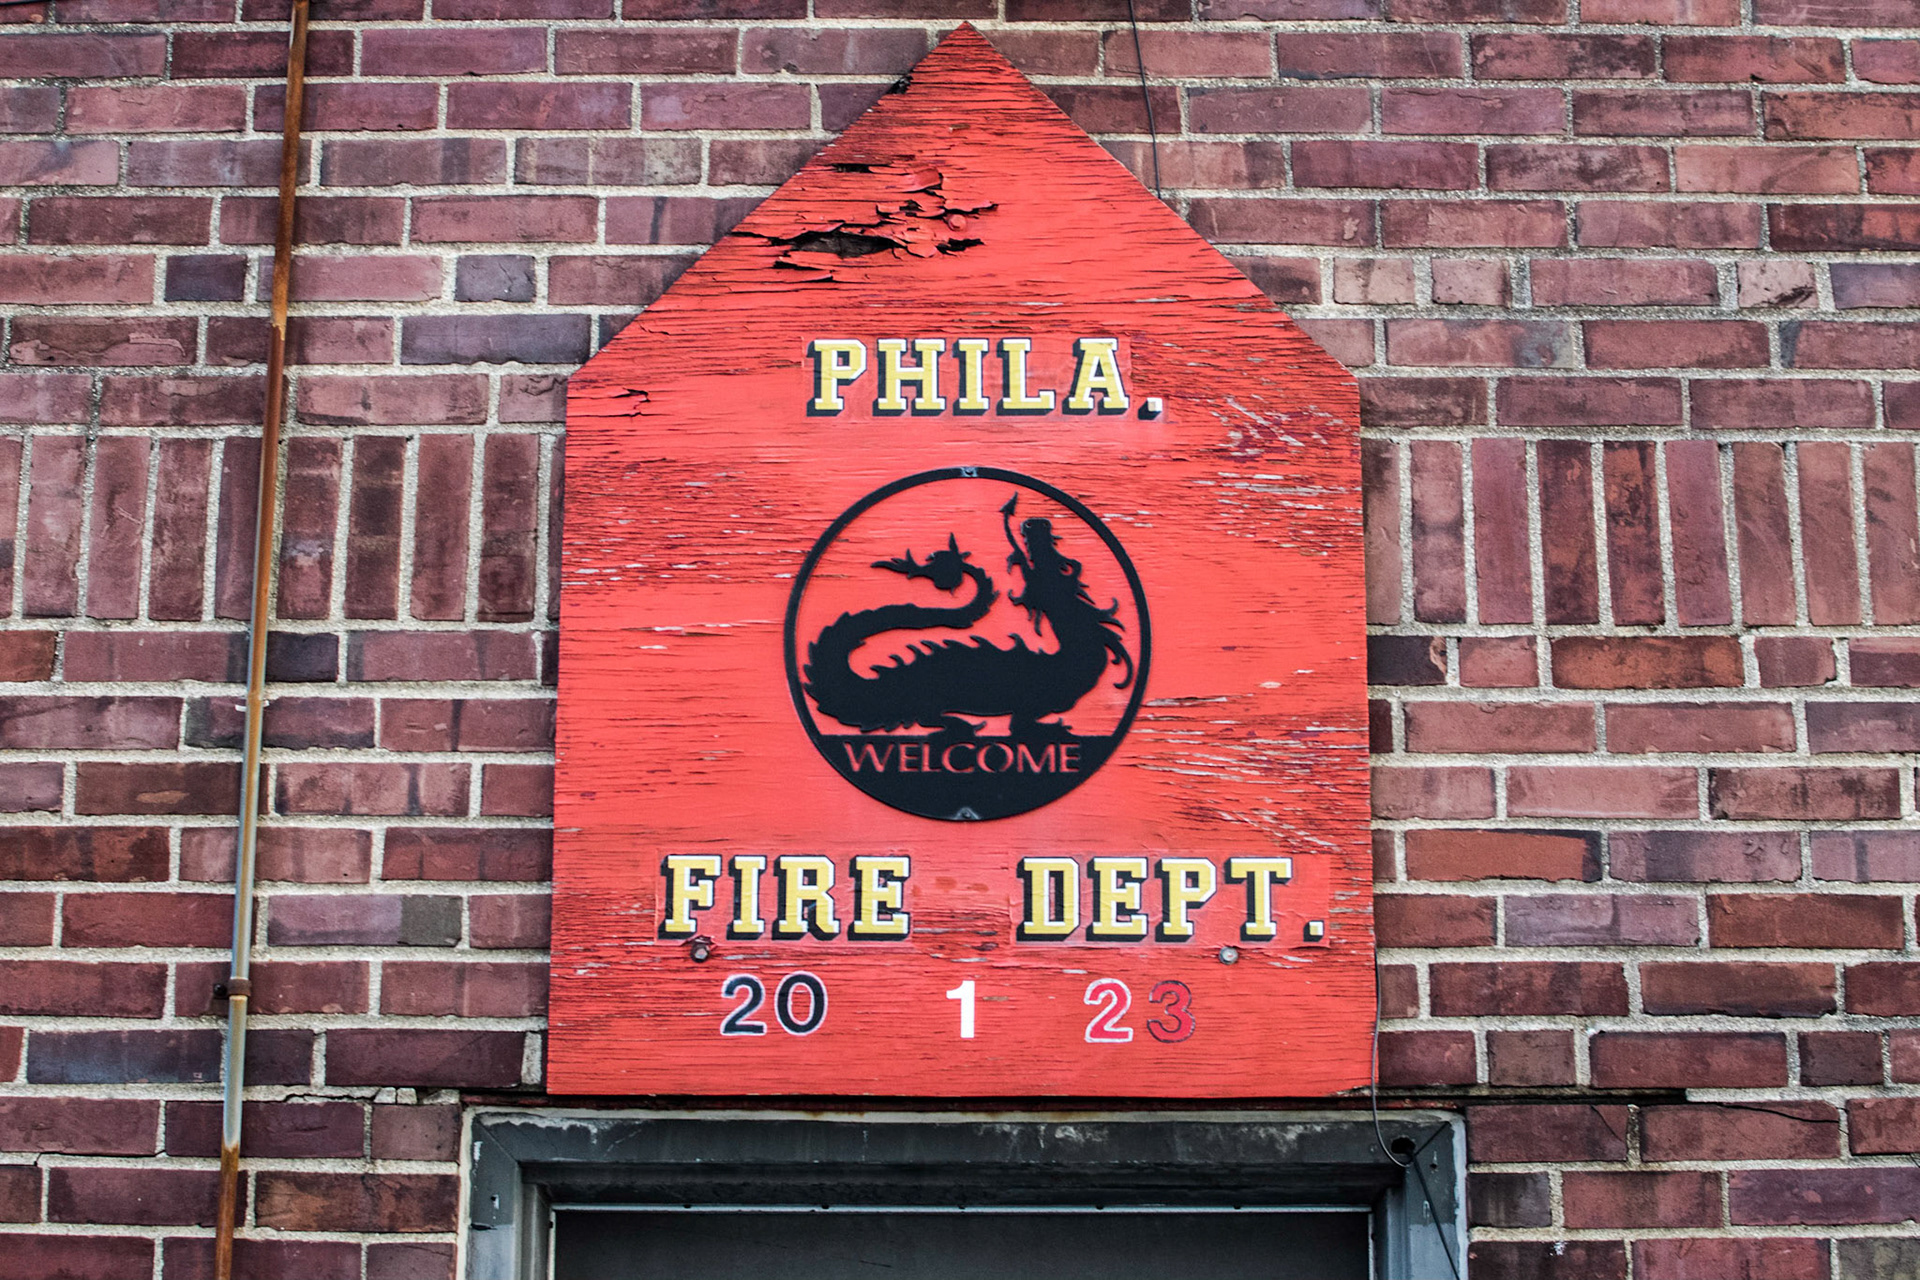 PHILA.
WELCOME
FIRE DEPT.
20 1 23